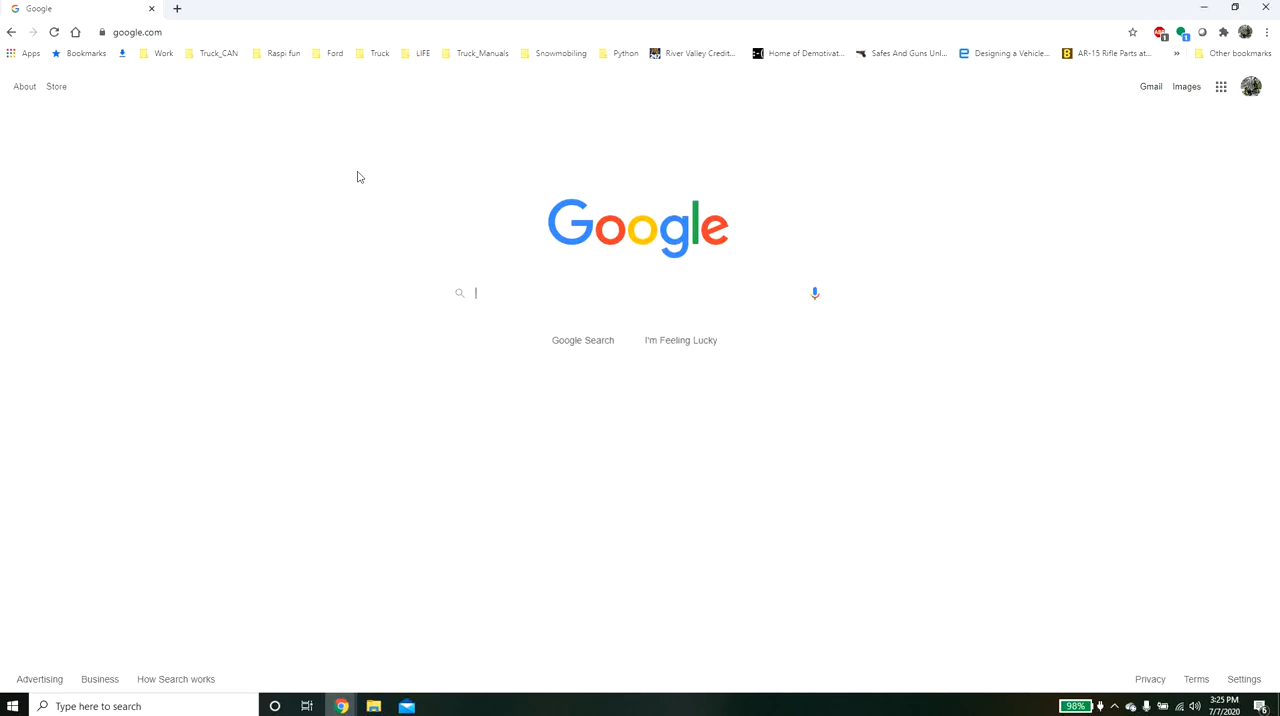 Google
google.com
Apps Bookmarks Work Truck_CAN Raspi fun Ford Truck LIFE Truck_Manuals Snowmobiling Python River Valley Credit... Home of Demotivat... Safes And Guns Unl... Designing a Vehicle... AR-15 Rifle Parts at... » Other bookmarks
About Store Gmail Images
Google
Google Search I'm Feeling Lucky
Advertising Business How Search works Privacy Terms Settings
Type here to search 98% 3:25 PM
7/7/2020 6